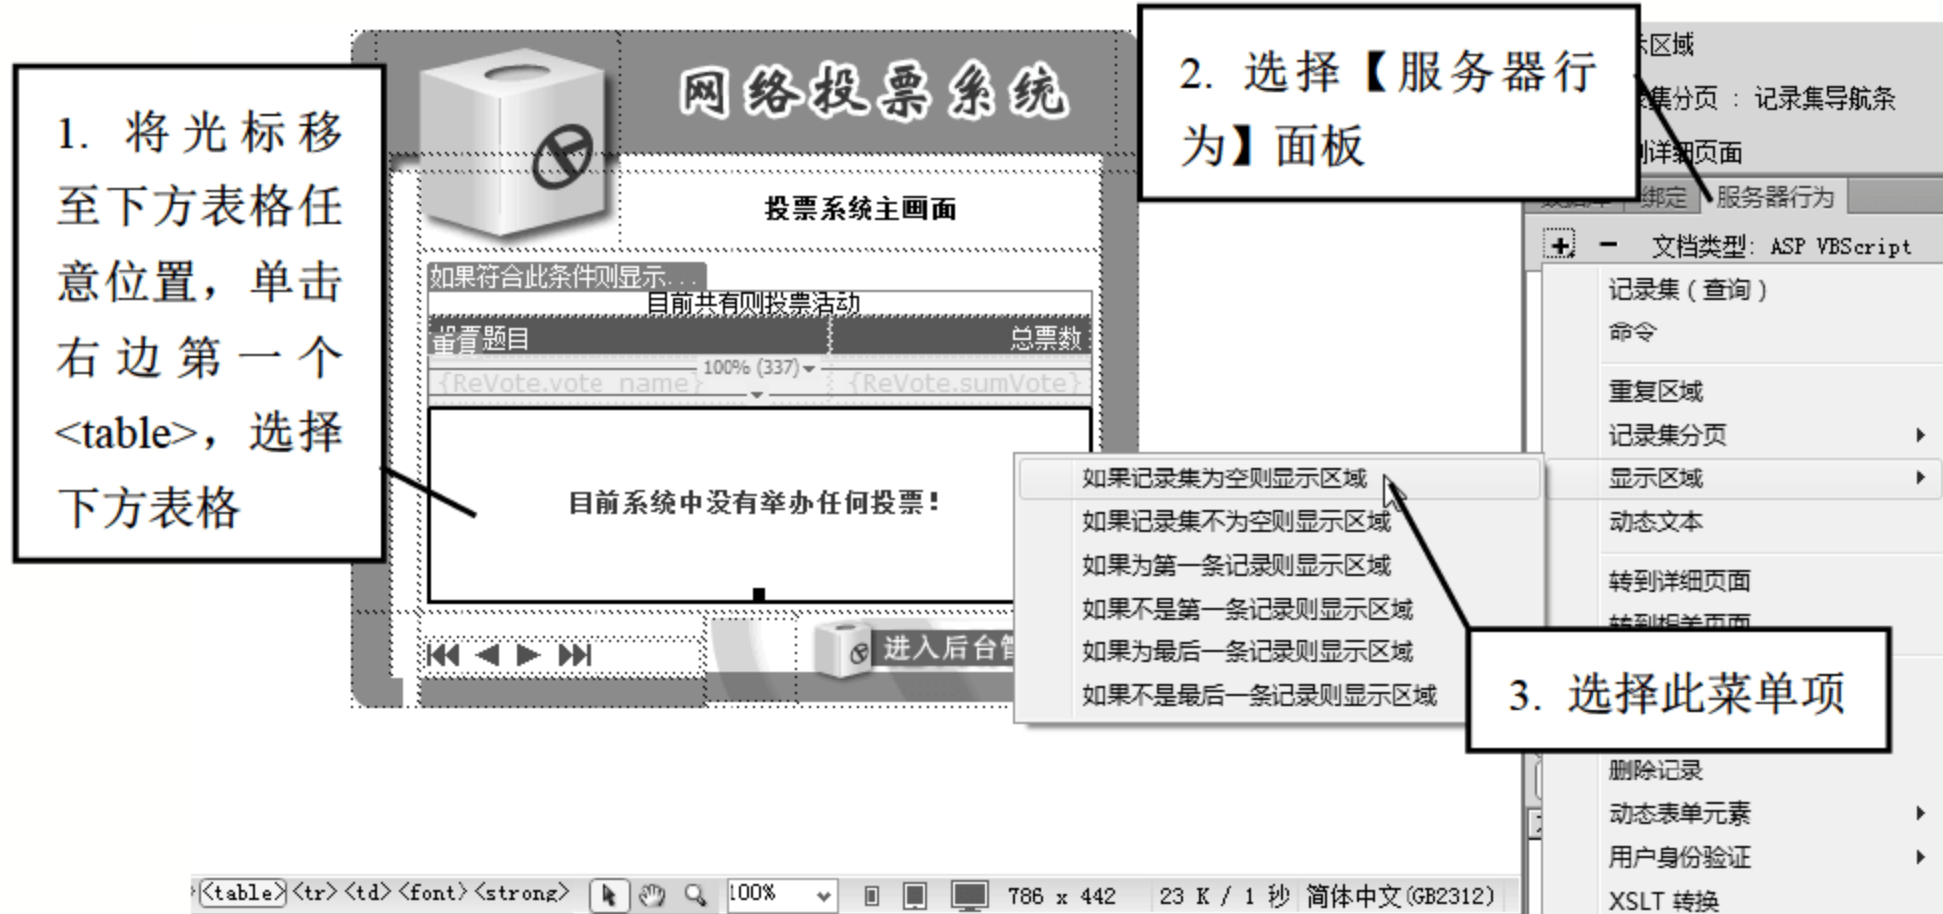 1. 将光标移
至下方表格任
意位置，单击
右边第一个
<table>，选择
下方表格
网络投票系统
投票系统主画面
如果符合此条件则显示...
目前共有则投票活动
重复
题目
总票数
100% (337)
{ReVote.vote_name}
{ReVote.sumVote}
目前系统中没有举办任何投票！
进入后台管
2. 选择【服务器行
为】面板
示区域
集分页 ： 记录集导航条
到详细页面
绑定
服务器行为
文档类型: ASP VBScript
记录集（查询）
命令
重复区域
记录集分页
显示区域
动态文本
转到详细页面
转到相关页面
如果记录集为空则显示区域
如果记录集不为空则显示区域
如果为第一条记录则显示区域
如果不是第一条记录则显示区域
如果为最后一条记录则显示区域
如果不是最后一条记录则显示区域
3. 选择此菜单项
删除记录
动态表单元素
用户身份验证
XSLT 转换
<table> <tr> <td> <font> <strong>
100%
786 x 442
23 K / 1 秒
简体中文(GB2312)